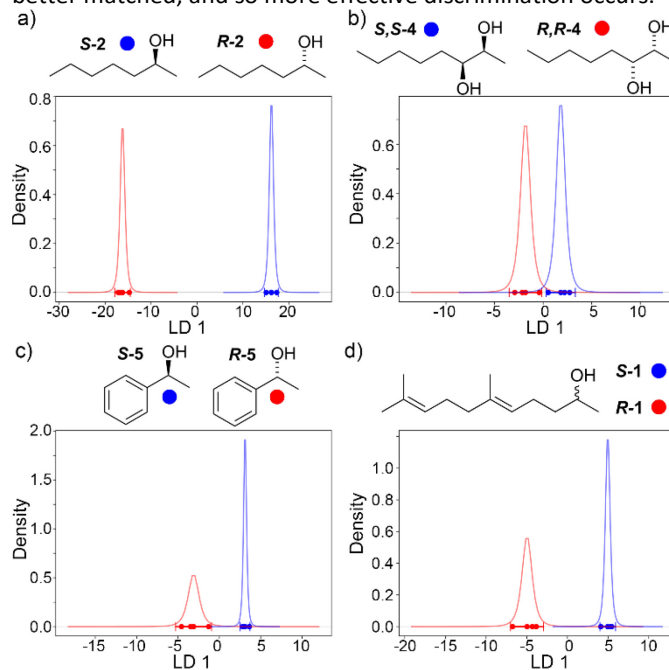 better matched, and so more effective discrimination occurs.
a)
S-2
OH
R-2
OH
0.8
0.6
0.4
0.2
0.0
Density
-30 -20 -10 0 10 20
LD 1
b)
S,S-4
OH
OH
R,R-4
OH
OH
0.8
0.6
0.4
0.2
0.0
Density
-10 -5 0 5 10
LD 1
c)
S-5
OH
R-5
OH
2.0
1.5
1.0
0.5
0.0
Density
-15 -10 -5 0 5 10
LD 1
d)
OH
S-1
R-1
1.0
0.8
0.6
0.4
0.2
0.0
Density
-20 -15 -10 -5 0 5 10
LD 1